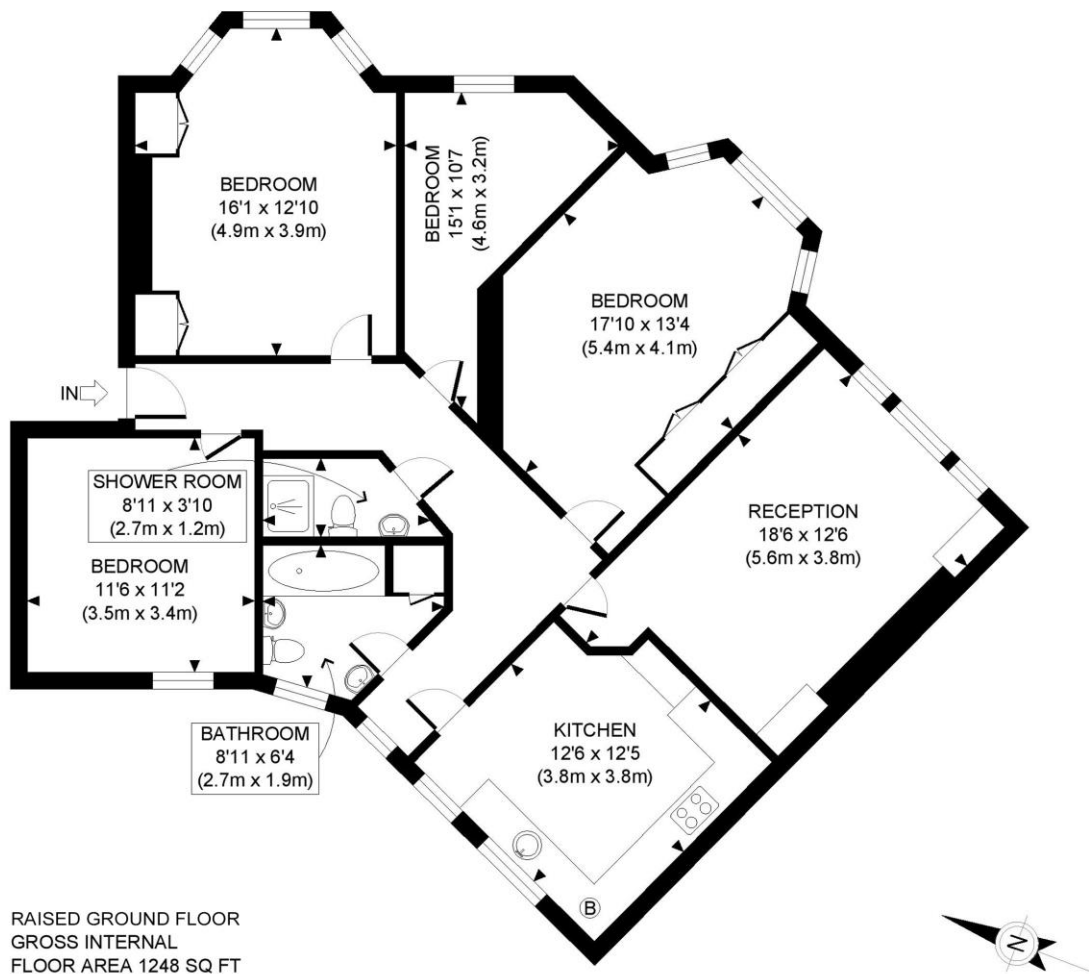 BEDROOM
16'1 x 12'10
(4.9m x 3.9m)
BEDROOM
15'1 x 10'7
(4.6m x 3.2m)
BEDROOM
17'10 x 13'4
(5.4m x 4.1m)
IN
SHOWER ROOM
8'11 x 3'10
(2.7m x 1.2m)
BEDROOM
11'6 x 11'2
(3.5m x 3.4m)
RECEPTION
18'6 x 12'6
(5.6m x 3.8m)
BATHROOM
8'11 x 6'4
(2.7m x 1.9m)
KITCHEN
12'6 x 12'5
(3.8m x 3.8m)
B
RAISED GROUND FLOOR
GROSS INTERNAL
FLOOR AREA 1248 SQ FT
N